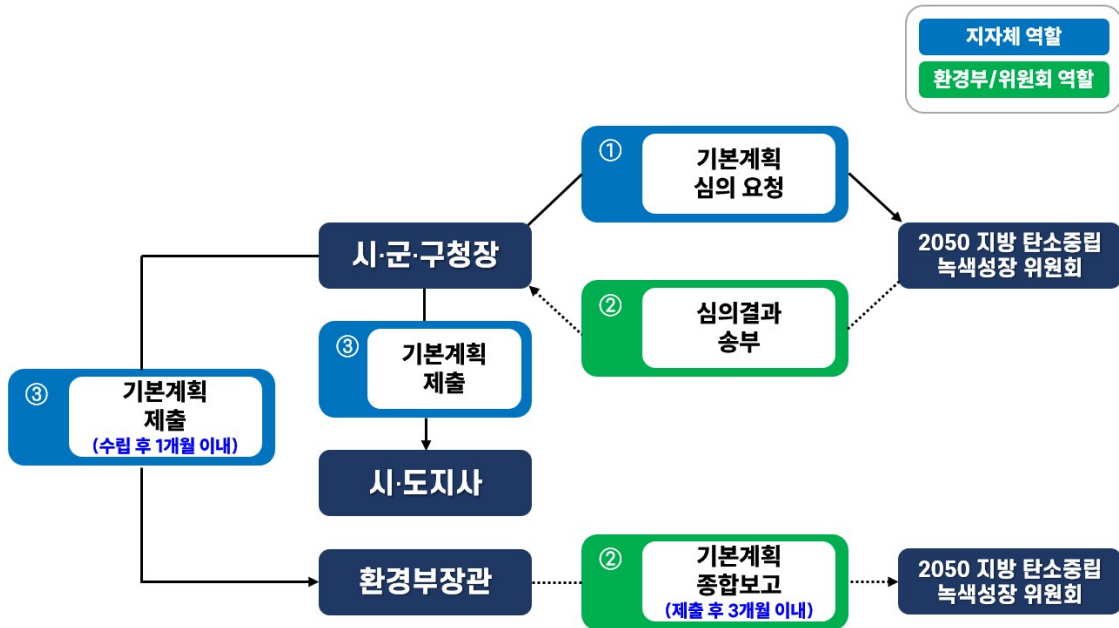 지자체 역할
환경부/위원회 역할
①
기본계획
심의 요청
시·군·구청장
2050 지방 탄소중립
녹색성장 위원회
②
심의결과
송부
③
기본계획
제출
③
기본계획
제출
(수립 후 1개월 이내)
시·도지사
환경부장관
②
기본계획
종합보고
(제출 후 3개월 이내)
2050 지방 탄소중립
녹색성장 위원회